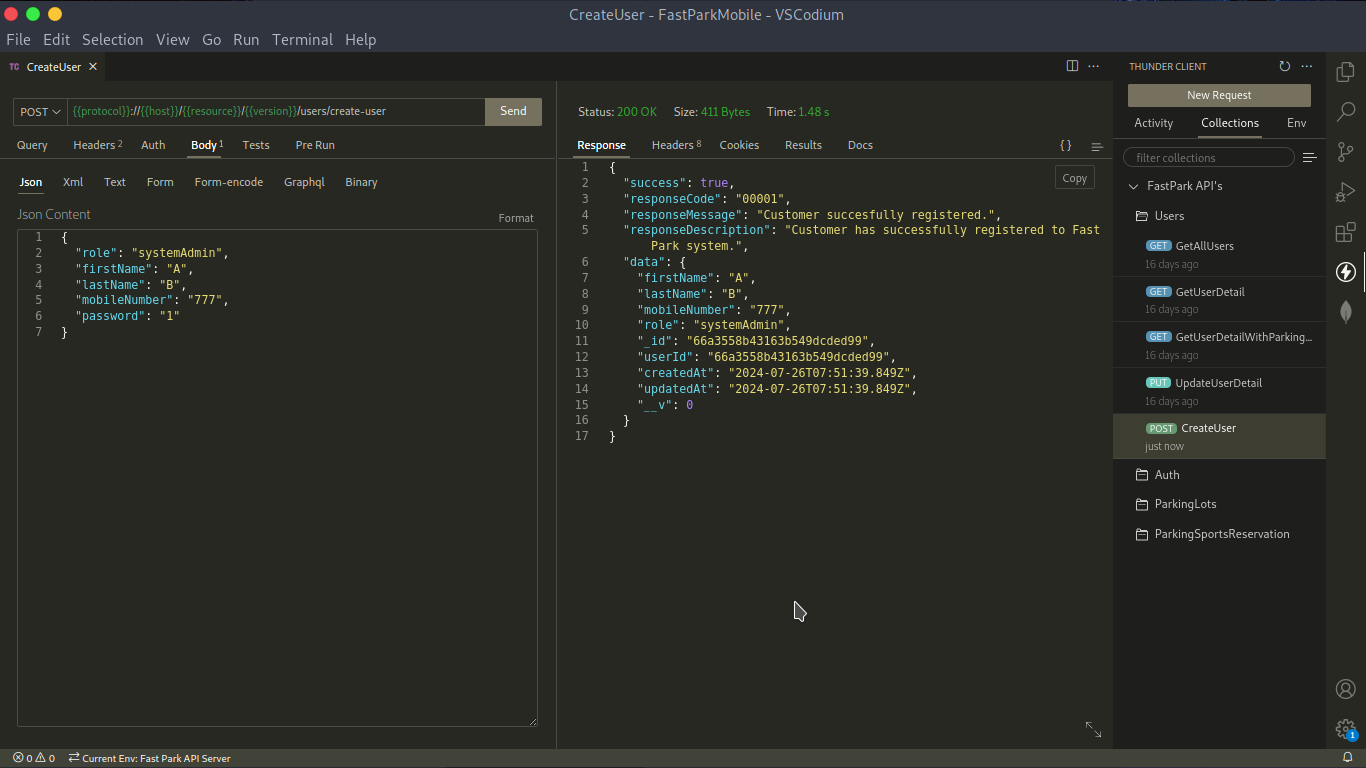 CreateUser - FastParkMobile - VSCodium
File Edit Selection View Go Run Terminal Help
TC CreateUser
POST {{protocol}}://{{host}}/{{resource}}/{{version}}/users/create-user Send
Query Headers 2 Auth Body 1 Tests Pre Run
Json Xml Text Form Form-encode Graphql Binary
Json Content
Format
1 {
2 "role": "systemAdmin",
3 "firstName": "A",
4 "lastName": "B",
5 "mobileNumber": "777",
6 "password": "1"
7 }
Status: 200 OK Size: 411 Bytes Time: 1.48 s
Response Headers 8 Cookies Results Docs { }
Copy
1 {
2 "success": true,
3 "responseCode": "00001",
4 "responseMessage": "Customer succesfully registered.",
5 "responseDescription": "Customer has successfully registered to Fast
Park system.",
6 "data": {
7 "firstName": "A",
8 "lastName": "B",
9 "mobileNumber": "777",
10 "role": "systemAdmin",
11 "_id": "66a3558b43163b549dcded99",
12 "userId": "66a3558b43163b549dcded99",
13 "createdAt": "2024-07-26T07:51:39.849Z",
14 "updatedAt": "2024-07-26T07:51:39.849Z",
15 "__v": 0
16 }
17 }
THUNDER CLIENT
New Request
Activity Collections Env
filter collections
FastPark API's
Users
GET GetAllUsers
16 days ago
GET GetUserDetail
16 days ago
GET GetUserDetailWithParking...
16 days ago
PUT UpdateUserDetail
16 days ago
POST CreateUser
just now
Auth
ParkingLots
ParkingSportsReservation
1
0 0 Current Env: Fast Park API Server